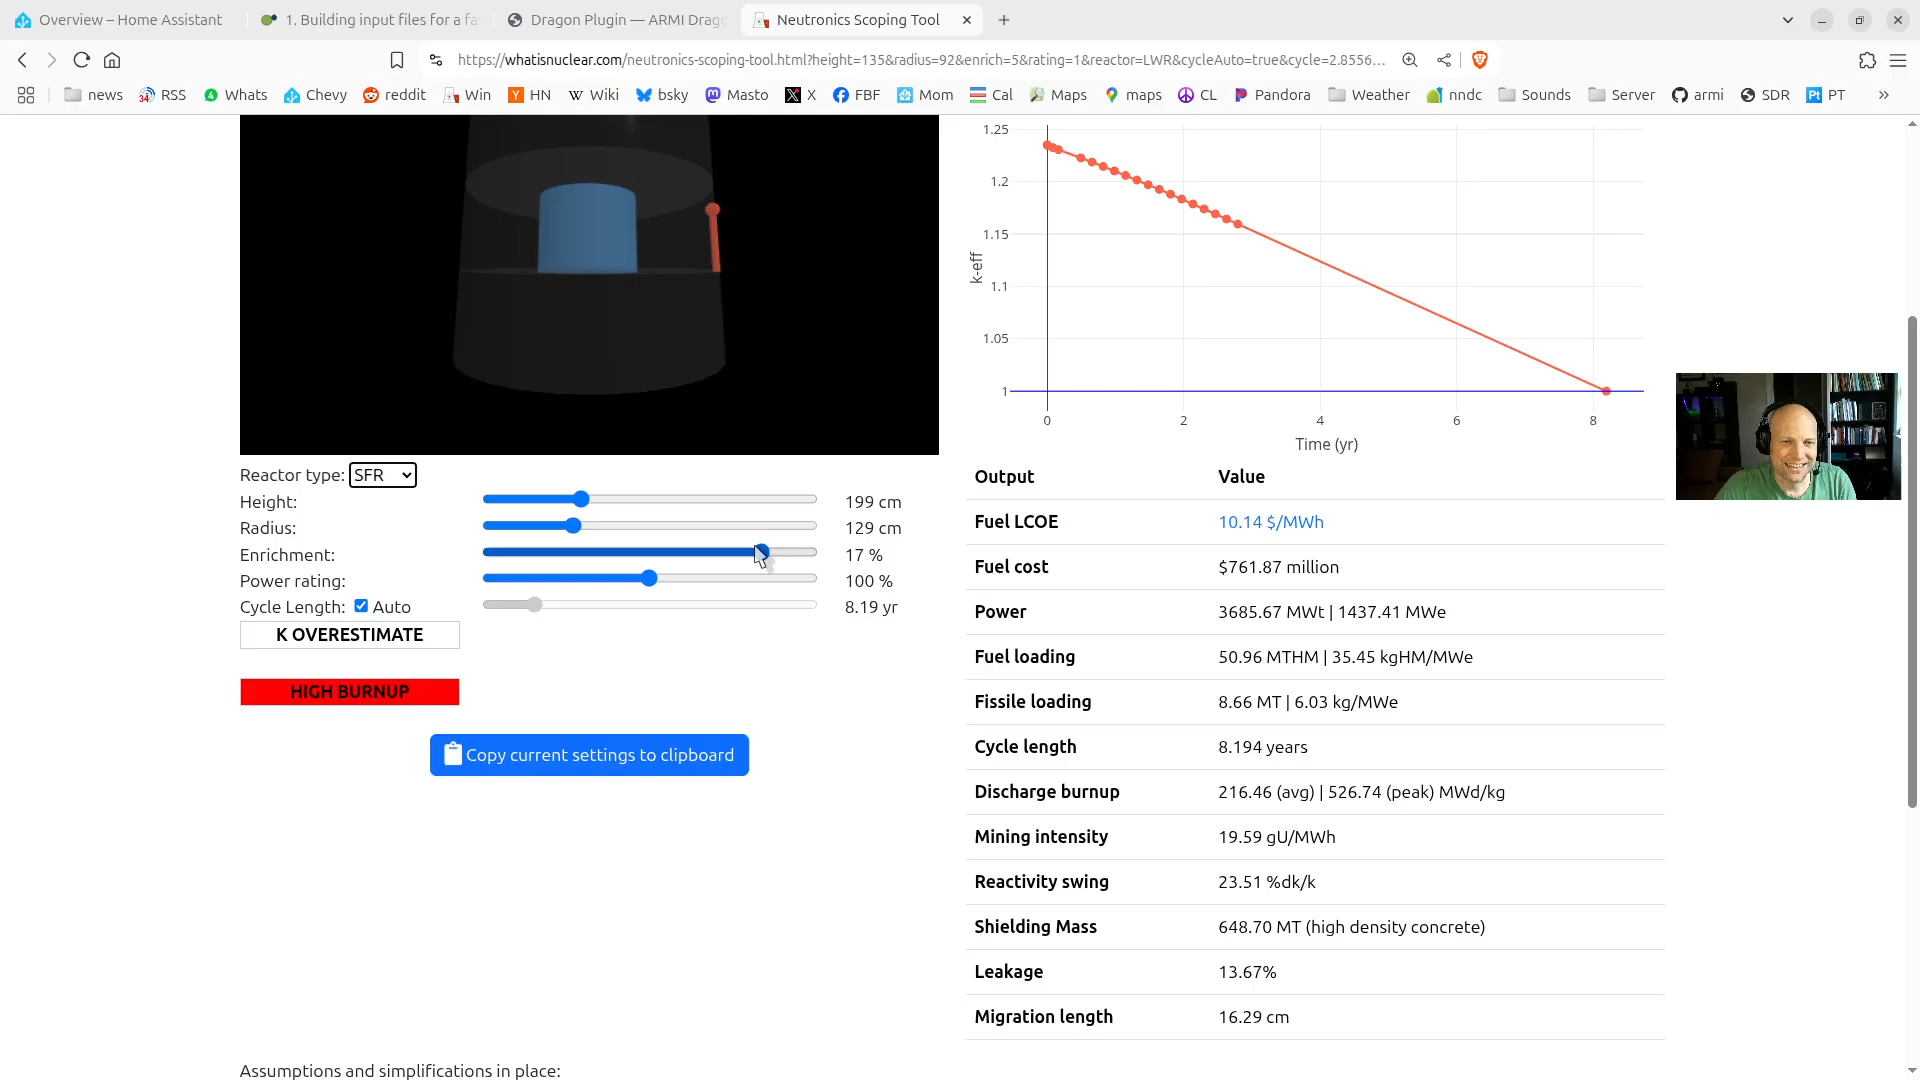 Overview – Home Assistant
1. Building input files for a fa
Dragon Plugin — ARMI Drago
Neutronics Scoping Tool
https://whatisnuclear.com/neutronics-scoping-tool.html?height=135&radius=92&enrich=5&rating=1&reactor=LWR&cycleAuto=true&cycle=2.8556...
news RSS Whats Chevy reddit Win HN Wiki bsky Masto X FBF Mom Cal Maps maps CL Pandora Weather nndc Sounds Server armi SDR PT »
1.25
1.2
1.15
1.1
1.05
1
k-eff
0 2 4 6 8
Time (yr)
Reactor type: SFR
Height: 199 cm
Radius: 129 cm
Enrichment: 17 %
Power rating: 100 %
Cycle Length: Auto 8.19 yr
K OVERESTIMATE
HIGH BURNUP
Copy current settings to clipboard
Output Value
Fuel LCOE 10.14 $/MWh
Fuel cost $761.87 million
Power 3685.67 MWt | 1437.41 MWe
Fuel loading 50.96 MTHM | 35.45 kgHM/MWe
Fissile loading 8.66 MT | 6.03 kg/MWe
Cycle length 8.194 years
Discharge burnup 216.46 (avg) | 526.74 (peak) MWd/kg
Mining intensity 19.59 gU/MWh
Reactivity swing 23.51 %dk/k
Shielding Mass 648.70 MT (high density concrete)
Leakage 13.67%
Migration length 16.29 cm
Assumptions and simplifications in place: